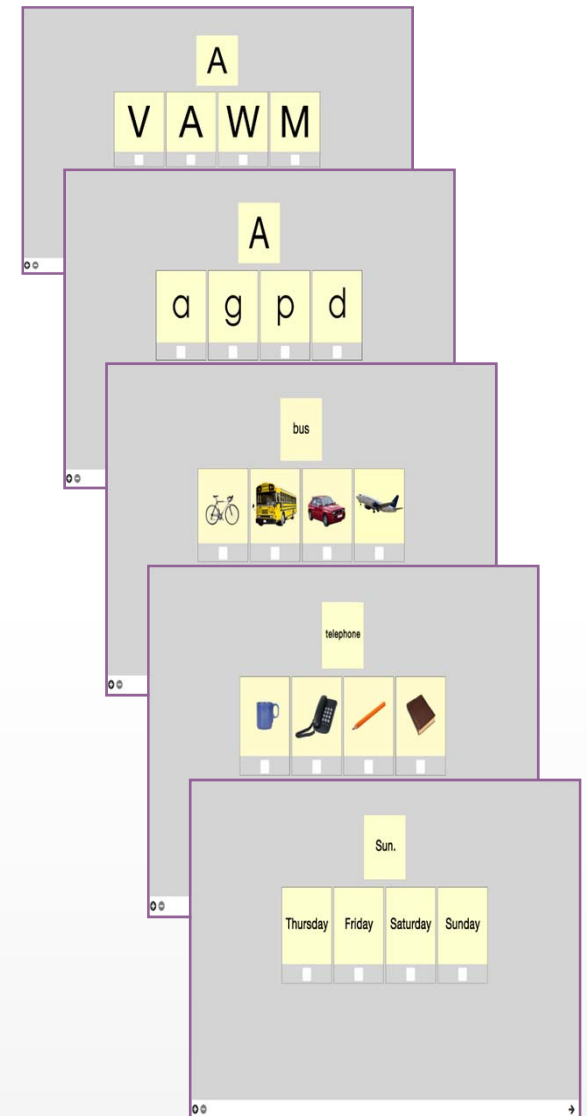 A
V A W M
A
a g p d
bus
telephone
Sun.
Thursday Friday Saturday Sunday